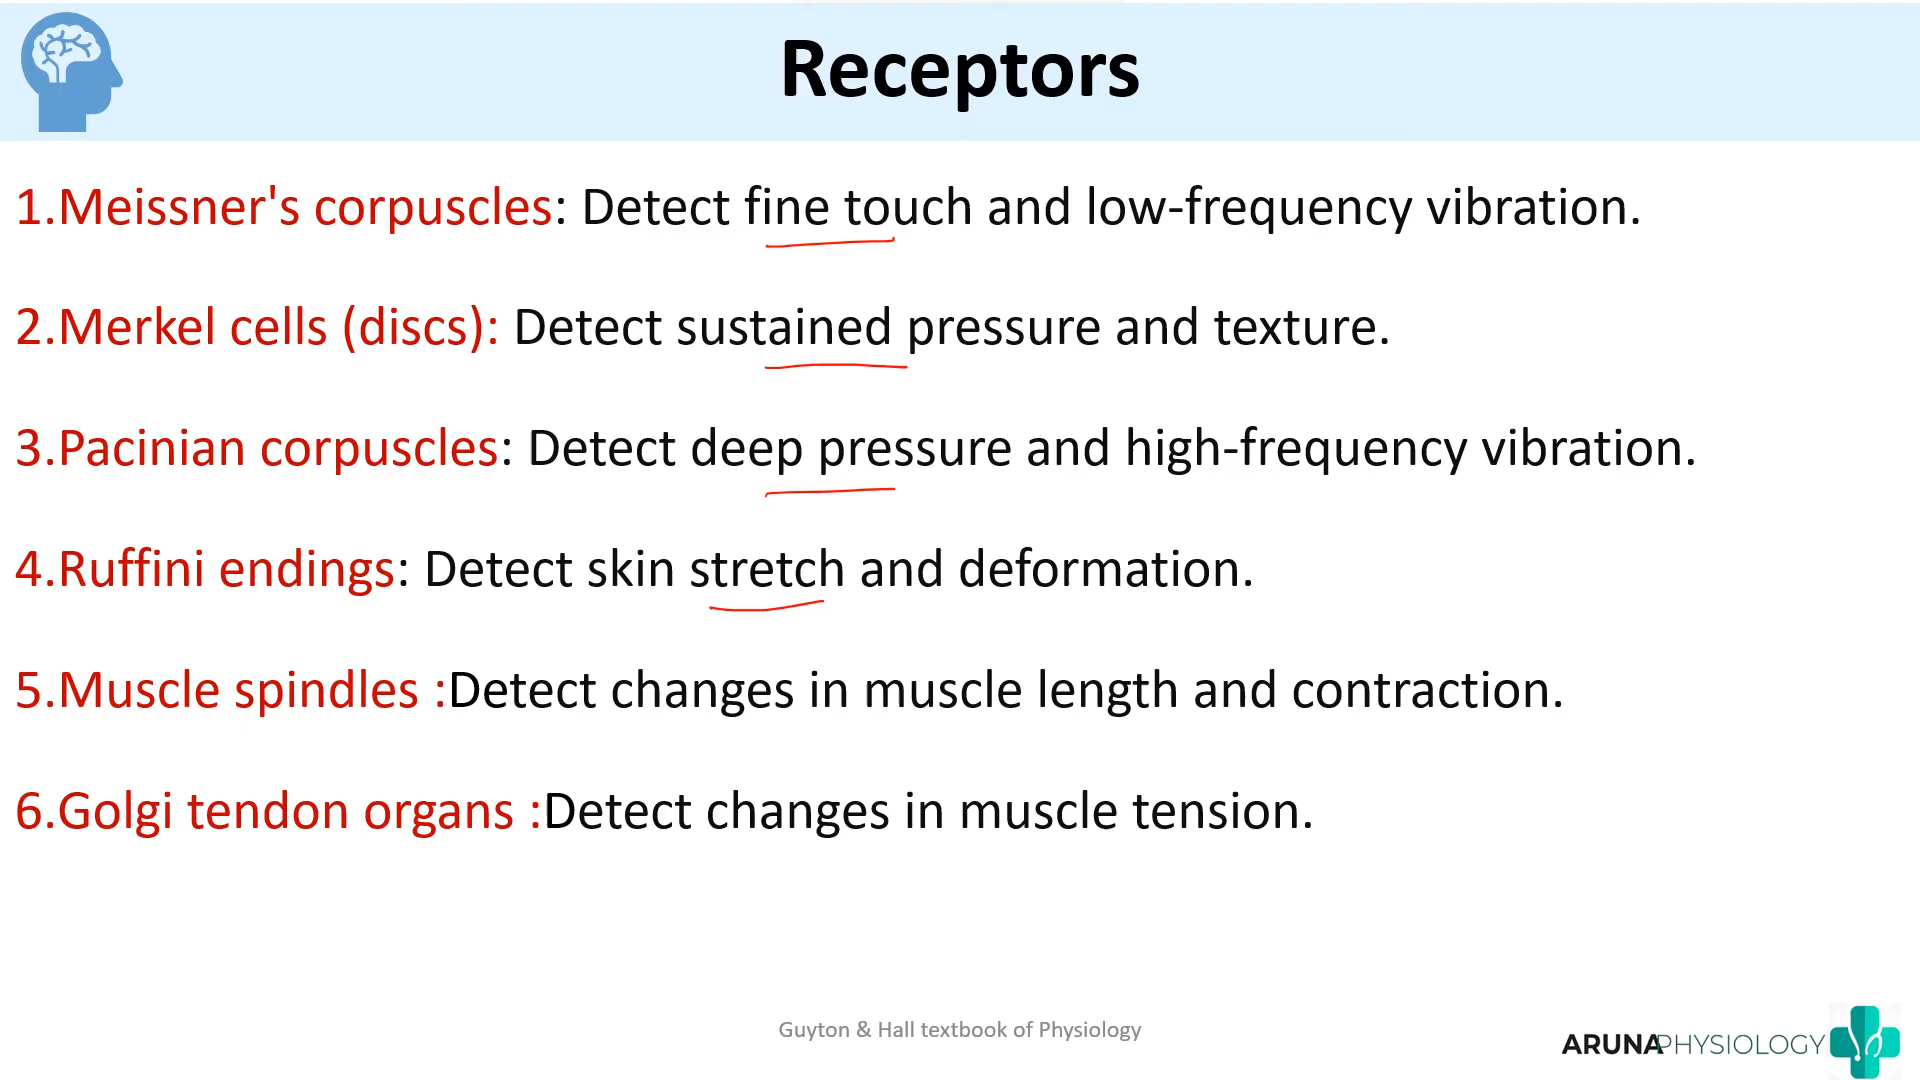 Receptors
1.Meissner's corpuscles: Detect fine touch and low-frequency vibration.
2.Merkel cells (discs): Detect sustained pressure and texture.
3.Pacinian corpuscles: Detect deep pressure and high-frequency vibration.
4.Ruffini endings: Detect skin stretch and deformation.
5.Muscle spindles :Detect changes in muscle length and contraction.
6.Golgi tendon organs :Detect changes in muscle tension.
Guyton & Hall textbook of Physiology
ARUNAPHYSIOLOGY